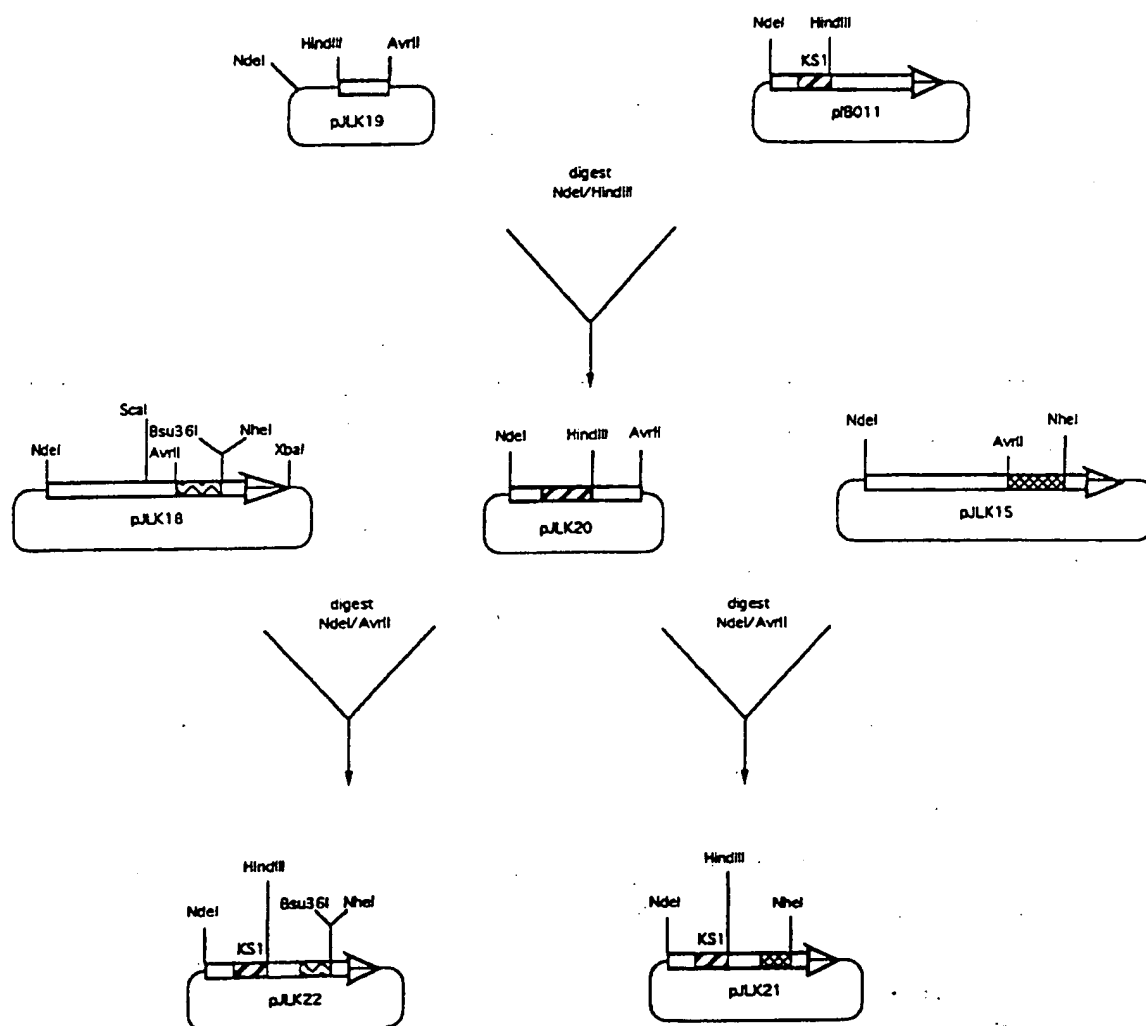 NdeI
HindIII
AvrII
pJLK19
NdeI
HindIII
KS1
pIB011
digest
NdeI/HindIII
NdeI
ScaI
Bsu36I
AvrII
NheI
XbaI
pJLK18
NdeI
HindIII
AvrII
pJLK20
NdeI
AvrII
NheI
pJLK15
digest
NdeI/AvrII
digest
NdeI/AvrII
NdeI
KS1
HindIII
Bsu36I
NheI
pJLK22
NdeI
KS1
HindIII
NheI
pJLK21